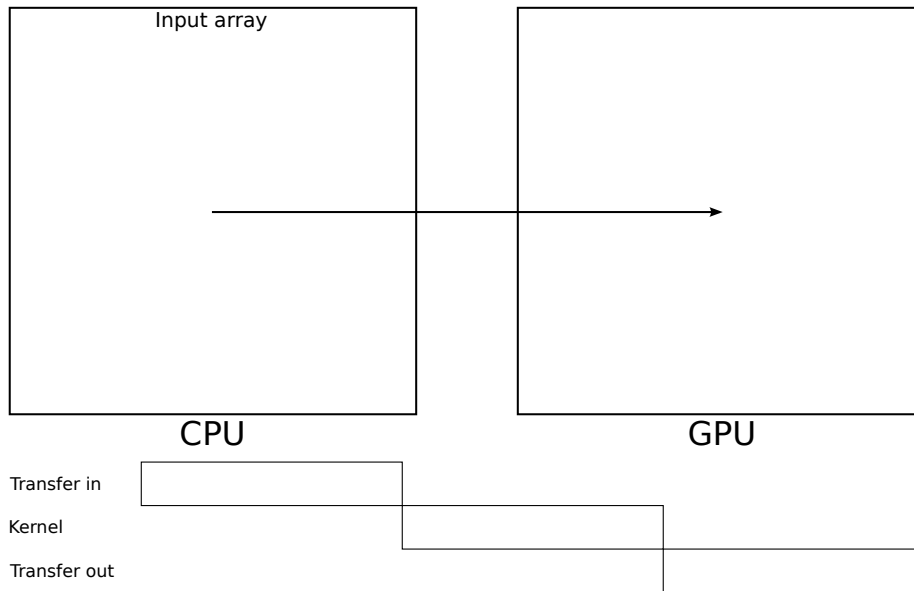 Input array
CPU
GPU
Transfer in
Kernel
Transfer out